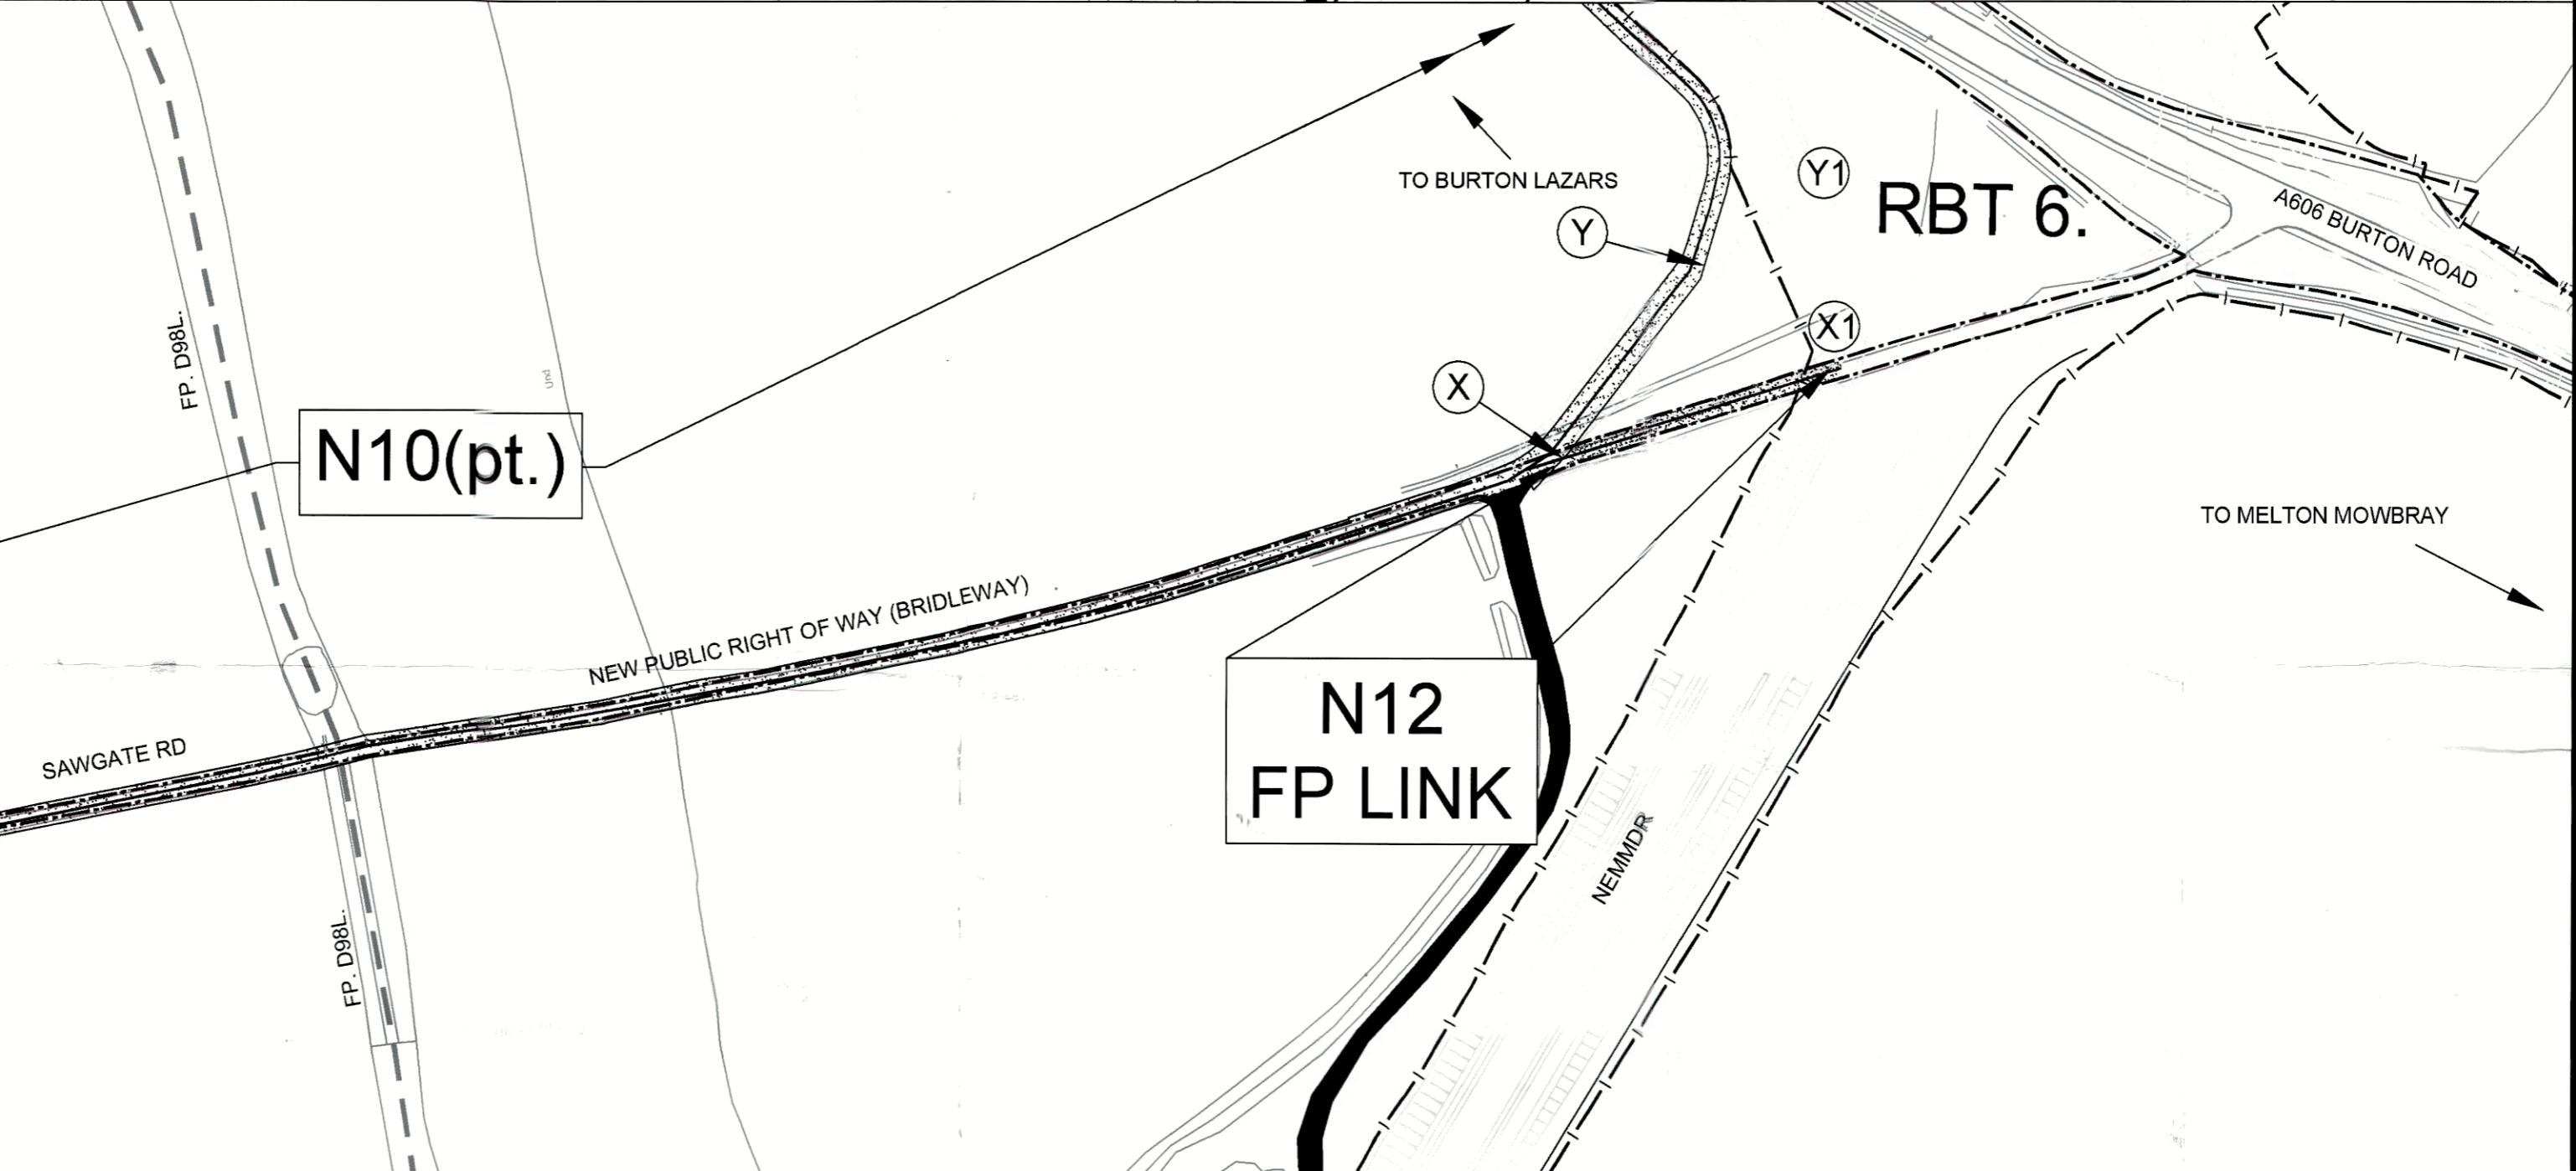 TO BURTON LAZARS
Y1
RBT 6.
A606 BURTON ROAD
Y
X1
FP. D98L.
Und
X
N10(pt.)
TO MELTON MOWBRAY
NEW PUBLIC RIGHT OF WAY (BRIDLEWAY)
SAWGATE RD
N12
FP LINK
NEMMDR
FP. D98L.